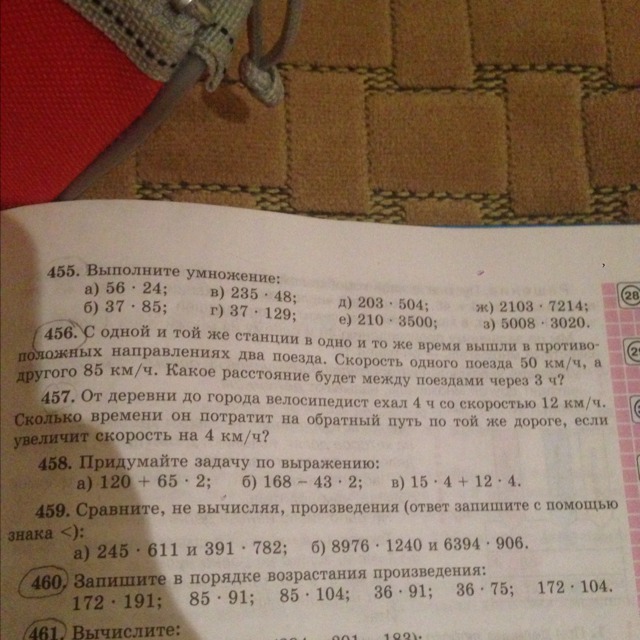 455. Выполните умножение:
а) 56 · 24; в) 235 · 48; д) 203 · 504; ж) 2103 · 7214;
б) 37 · 85; г) 37 · 129; е) 210 · 3500; з) 5008 · 3020.
456. С одной и той же станции в одно и то же время вышли в противо-
положных направлениях два поезда. Скорость одного поезда 50 км/ч, а
другого 85 км/ч. Какое расстояние будет между поездами через 3 ч?
457. От деревни до города велосипедист ехал 4 ч со скоростью 12 км/ч.
Сколько времени он потратит на обратный путь по той же дороге, если
увеличит скорость на 4 км/ч?
458. Придумайте задачу по выражению:
а) 120 + 65 · 2; б) 168 – 43 · 2; в) 15 · 4 + 12 · 4.
459. Сравните, не вычисляя, произведения (ответ запишите с помощью
знака <):
а) 245 · 611 и 391 · 782; б) 8976 · 1240 и 6394 · 906.
460. Запишите в порядке возрастания произведения:
172 · 191; 85 · 91; 85 · 104; 36 · 91; 36 · 75; 172 · 104.
461. Вычислите:
28